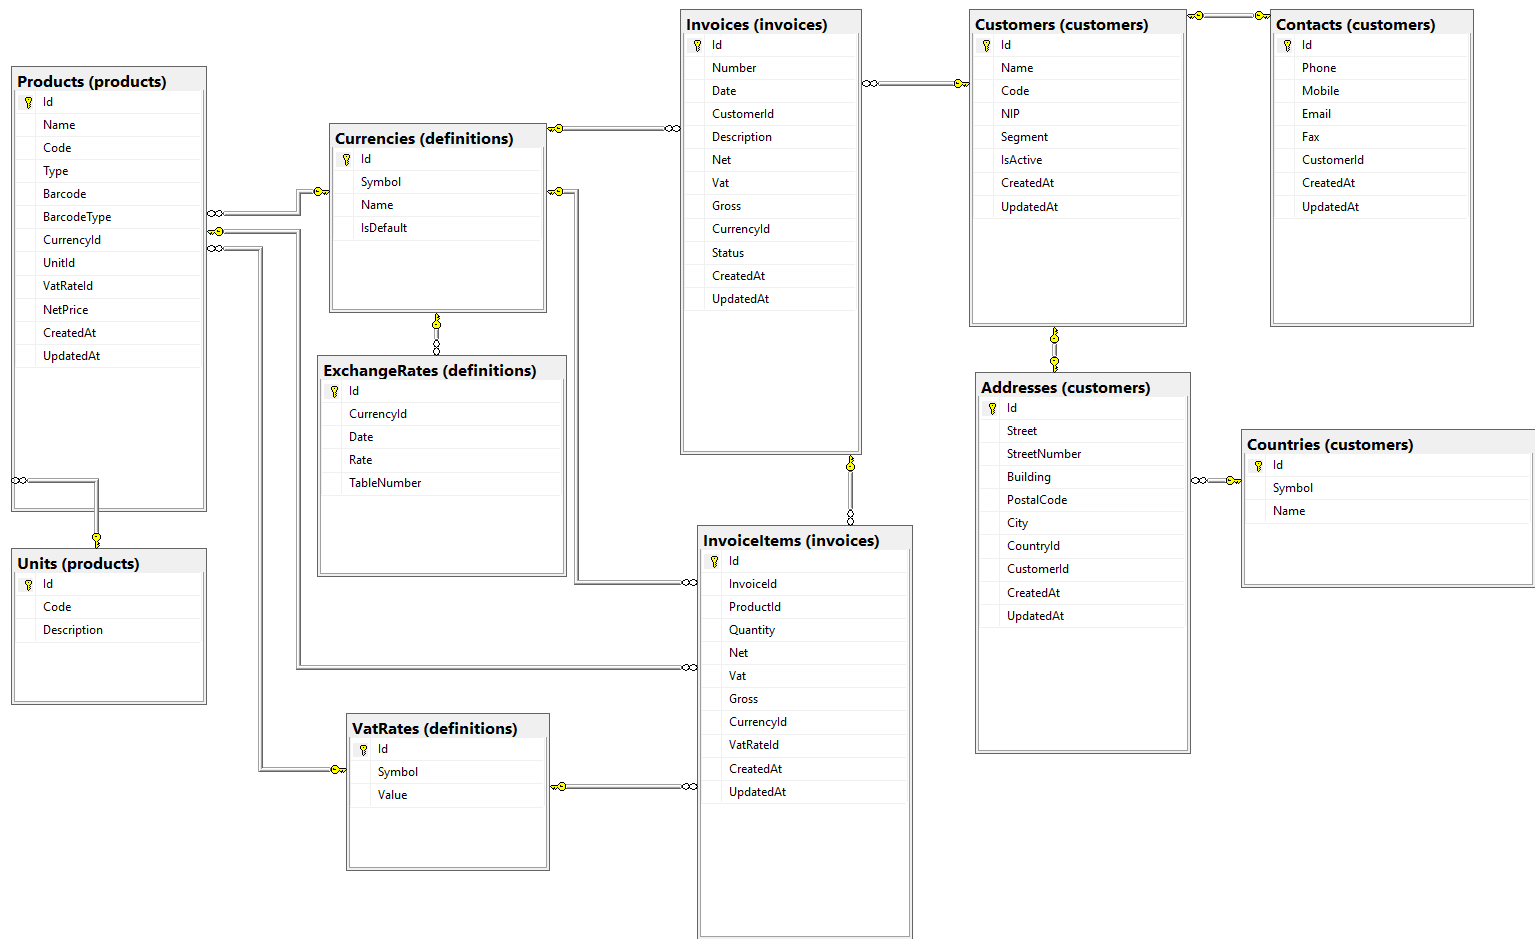 Products (products)
Id
Name
Code
Type
Barcode
BarcodeType
CurrencyId
UnitId
VatRateId
NetPrice
CreatedAt
UpdatedAt
Units (products)
Id
Code
Description
Currencies (definitions)
Id
Symbol
Name
IsDefault
ExchangeRates (definitions)
Id
CurrencyId
Date
Rate
TableNumber
VatRates (definitions)
Id
Symbol
Value
Invoices (invoices)
Id
Number
Date
CustomerId
Description
Net
Vat
Gross
CurrencyId
Status
CreatedAt
UpdatedAt
InvoiceItems (invoices)
Id
InvoiceId
ProductId
Quantity
Net
Vat
Gross
CurrencyId
VatRateId
CreatedAt
UpdatedAt
Customers (customers)
Id
Name
Code
NIP
Segment
IsActive
CreatedAt
UpdatedAt
Addresses (customers)
Id
Street
StreetNumber
Building
PostalCode
City
CountryId
CustomerId
CreatedAt
UpdatedAt
Contacts (customers)
Id
Phone
Mobile
Email
Fax
CustomerId
CreatedAt
UpdatedAt
Countries (customers)
Id
Symbol
Name